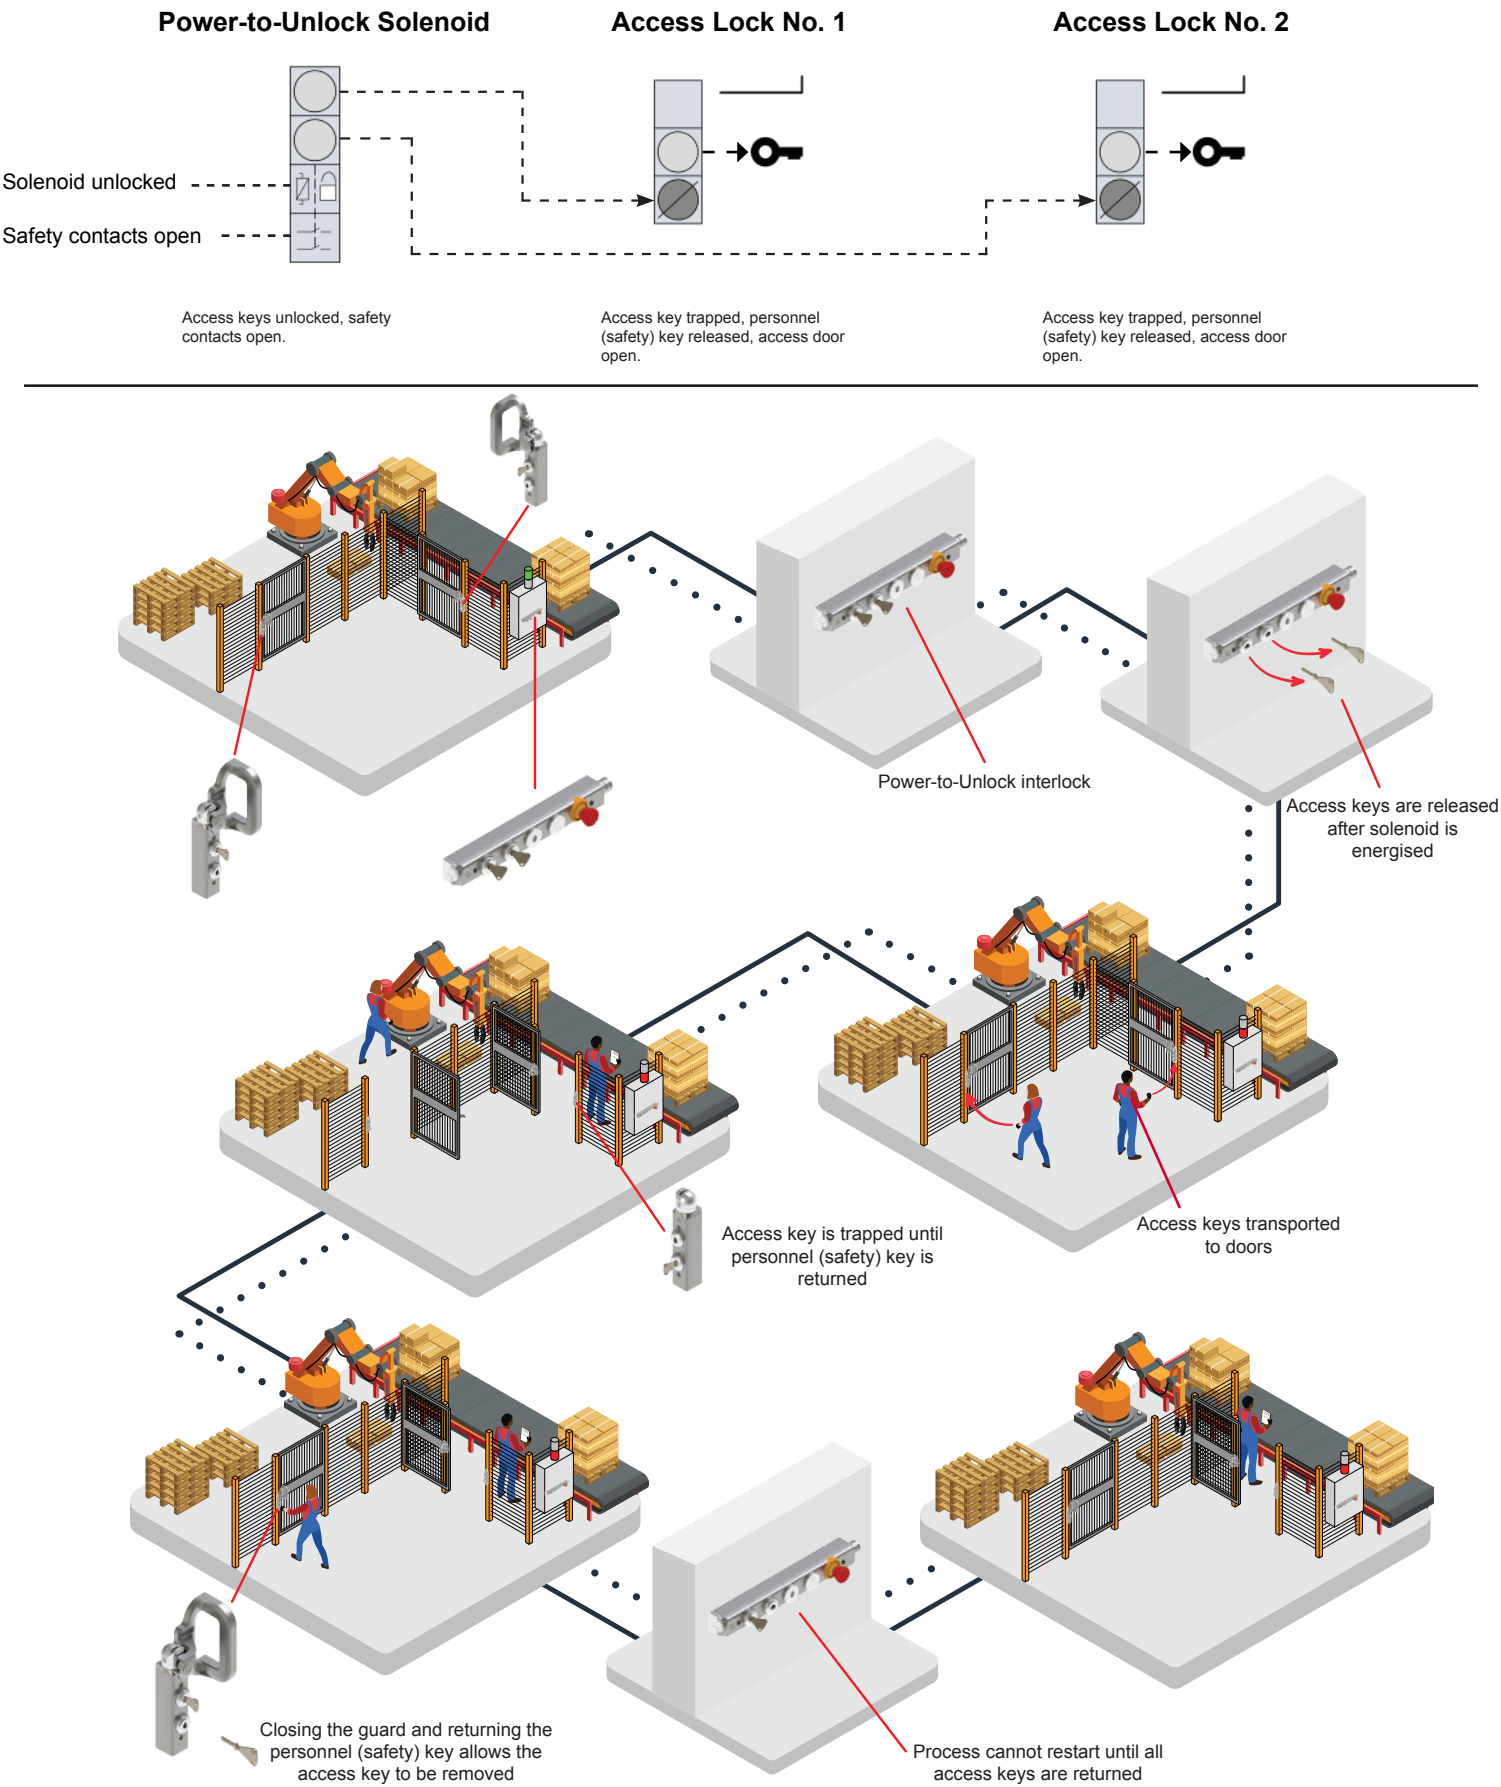 Power-to-Unlock Solenoid
Access Lock No. 1
Access Lock No. 2
Solenoid unlocked
Safety contacts open
Access keys unlocked, safety
contacts open.
Access key trapped, personnel
(safety) key released, access door
open.
Access key trapped, personnel
(safety) key released, access door
open.
Power-to-Unlock interlock
Access keys are released
after solenoid is
energised
Access key is trapped until
personnel (safety) key is
returned
Access keys transported
to doors
Closing the guard and returning the
personnel (safety) key allows the
access key to be removed
Process cannot restart until all
access keys are returned